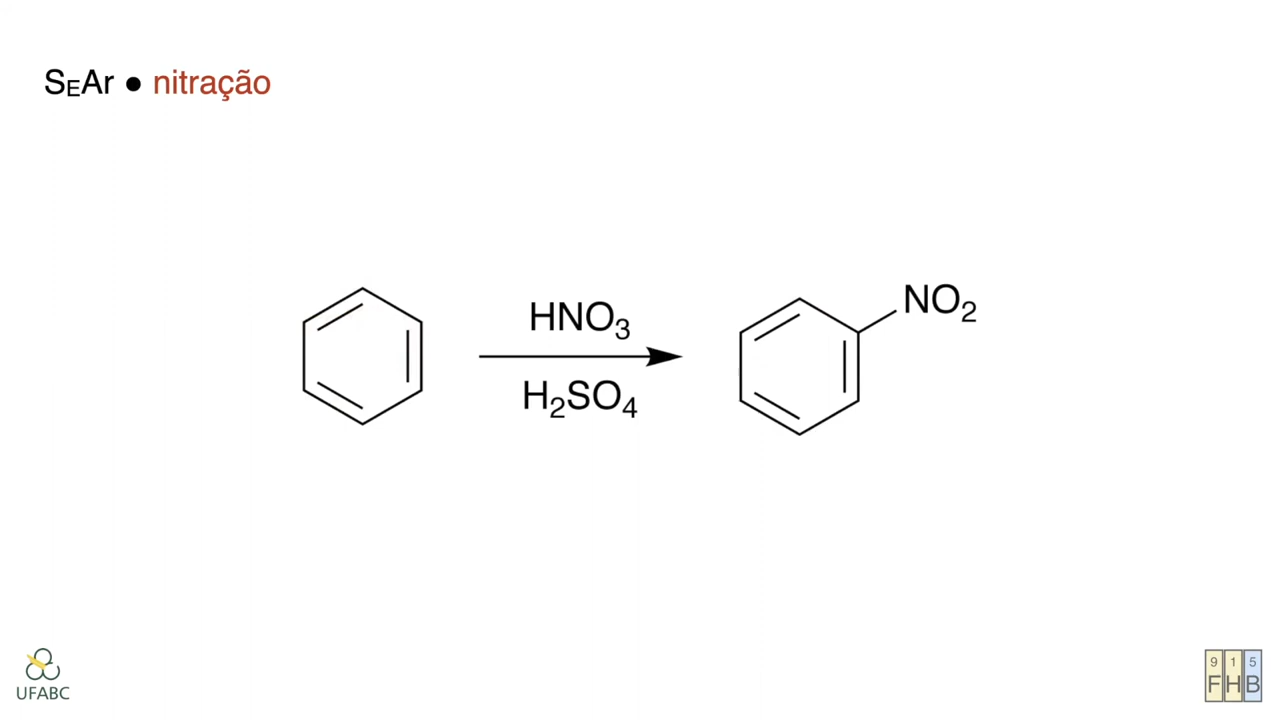 SEAr ● nitração
HNO3
H2SO4
NO2
UFABC
9 1 5
F H B